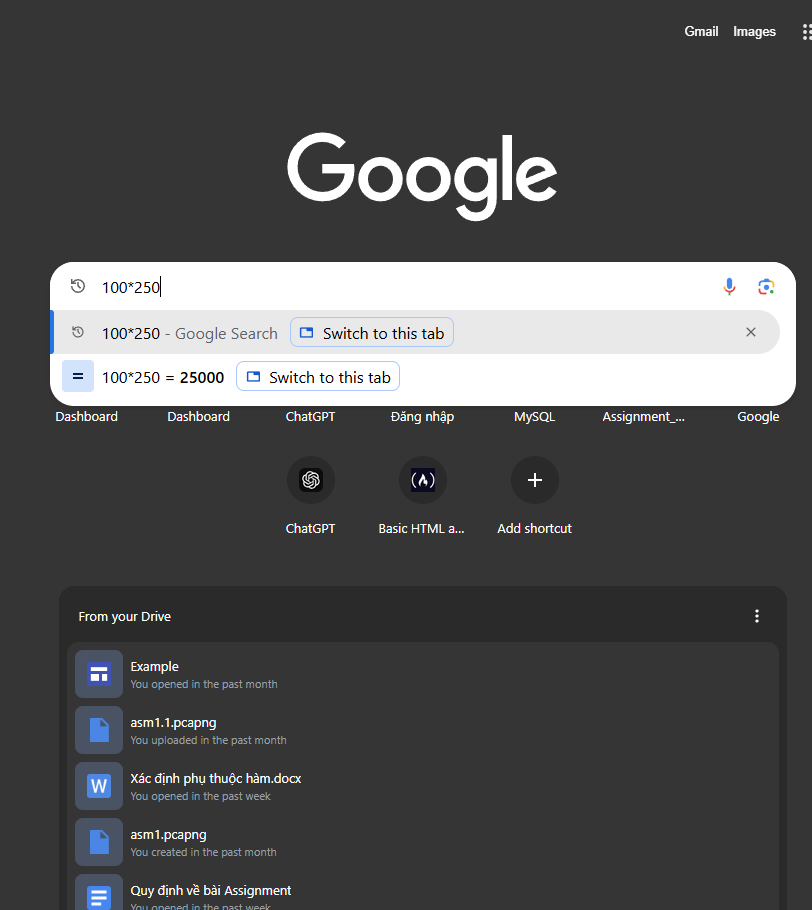 Gmail Images
Google
100*250
100*250 - Google Search Switch to this tab
= 100*250 = 25000 Switch to this tab
Dashboard Dashboard ChatGPT Đăng nhập MySQL Assignment_... Google
ChatGPT Basic HTML a... Add shortcut
From your Drive
Example
You opened in the past month
asm1.1.pcapng
You uploaded in the past month
W
Xác định phụ thuộc hàm.docx
You opened in the past week
asm1.pcapng
You created in the past month
Quy định về bài Assignment
You opened in the past week